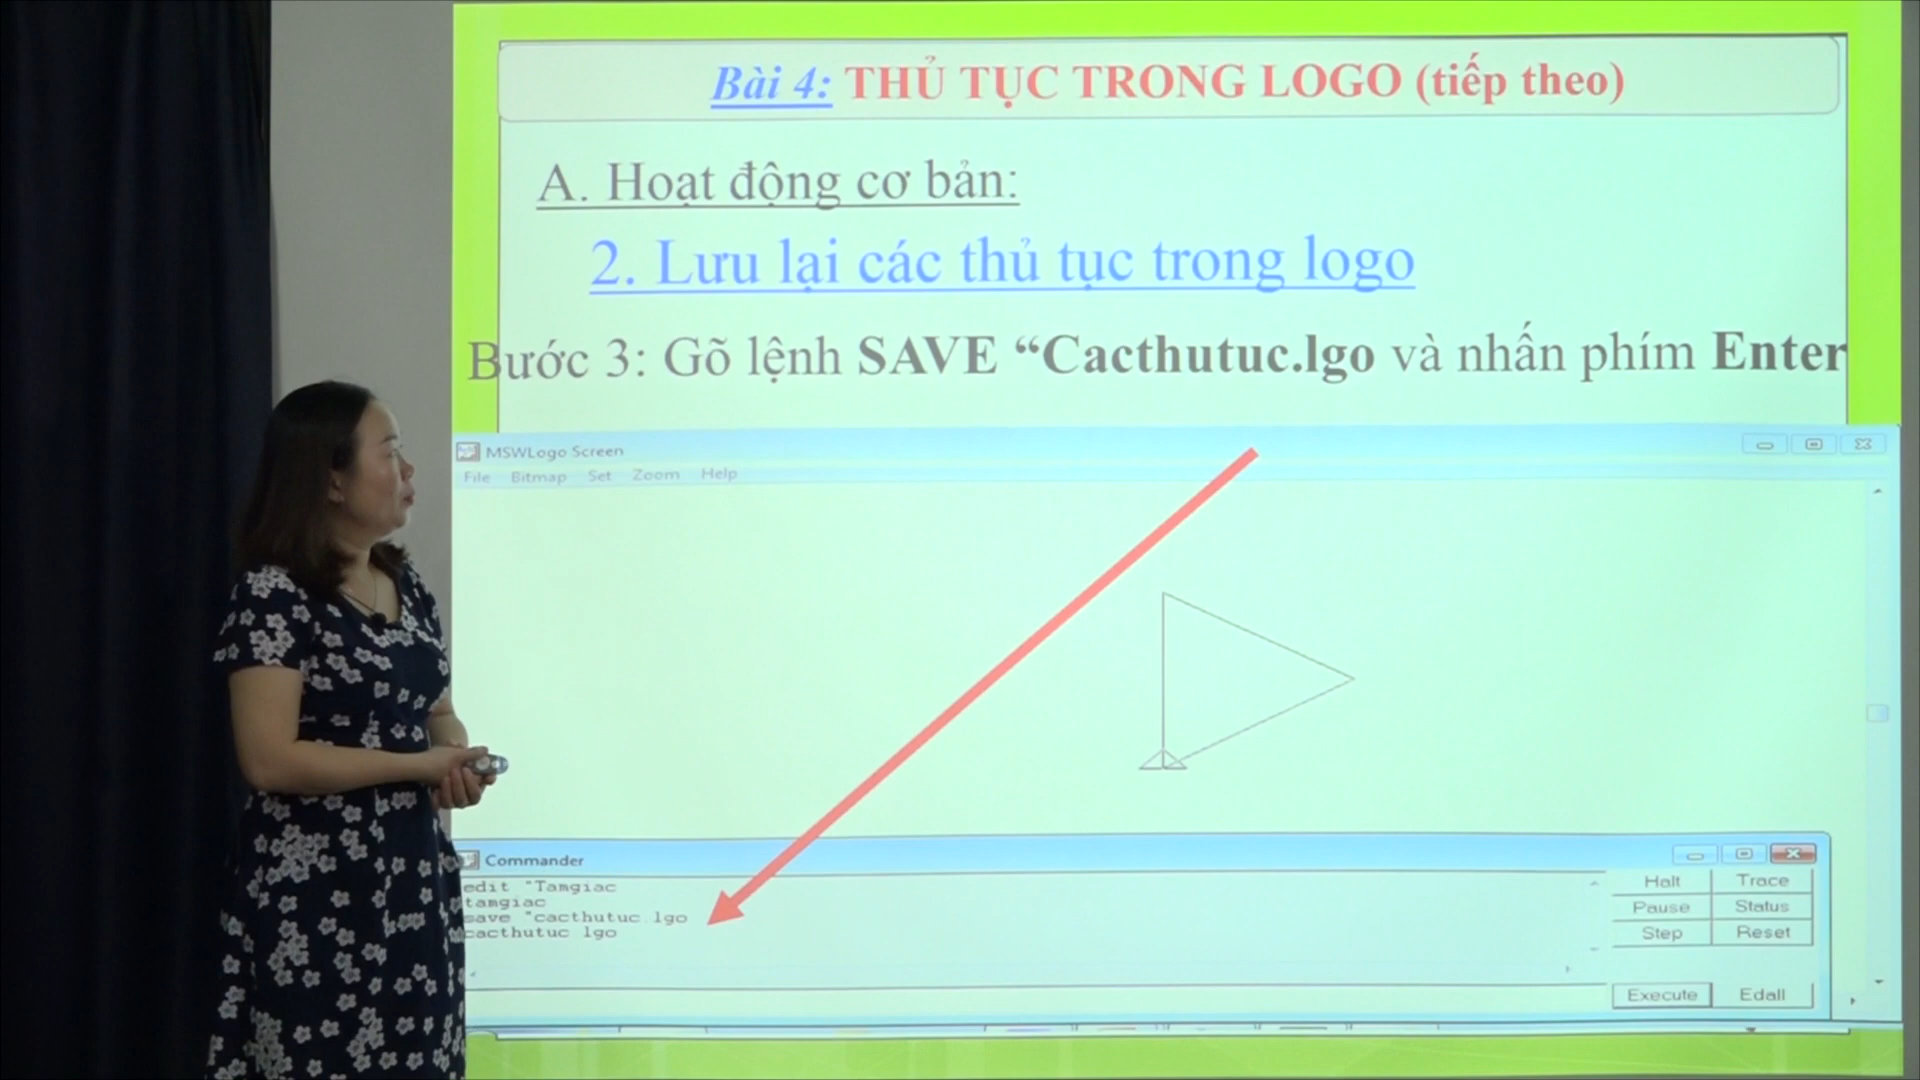 Bài 4: THỦ TỤC TRONG LOGO (tiếp theo)
A. Hoạt động cơ bản:
2. Lưu lại các thủ tục trong logo
Bước 3: Gõ lệnh SAVE “Cacthutuc.lgo và nhấn phím Enter
MSWLogo Screen
File Bitmap Set Zoom Help
Commander
edit "Tamgiac
tamgiac
save "cacthutuc.lgo
cacthutuc lgo
Halt Trace
Pause Status
Step Reset
Execute Edall